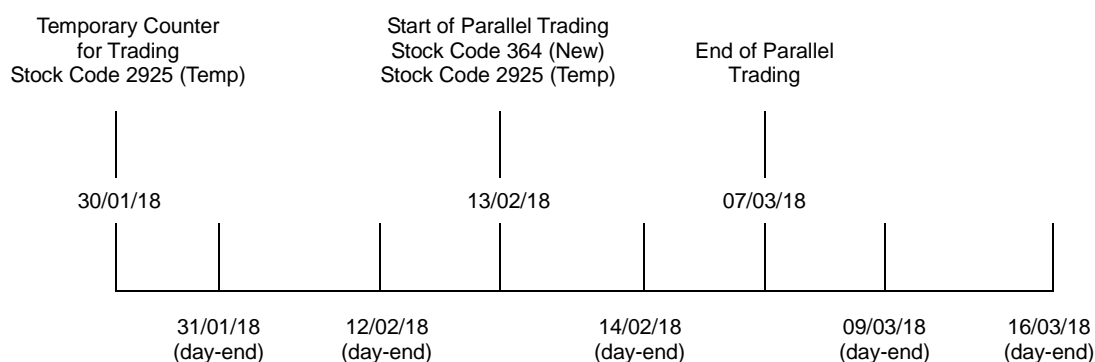 Temporary Counter
for Trading
Stock Code 2925 (Temp)
Start of Parallel Trading
Stock Code 364 (New)
Stock Code 2925 (Temp)
End of Parallel
Trading
30/01/18
13/02/18
07/03/18
31/01/18
(day-end)
12/02/18
(day-end)
14/02/18
(day-end)
09/03/18
(day-end)
16/03/18
(day-end)